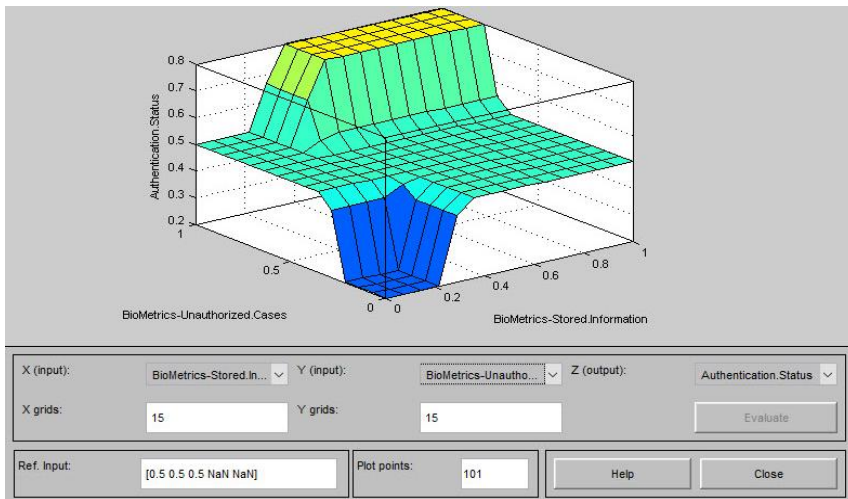 0.8
0.7
0.6
0.5
0.4
0.3
0.2
Authentication.Status
1
0.5
0
BioMetrics-Unauthorized.Cases
0
0.2
0.4
0.6
0.8
1
BioMetrics-Stored.Information
X (input):
BioMetrics-Stored.In...
Y (input):
BioMetrics-Unautho...
Z (output):
Authentication.Status
X grids:
15
Y grids:
15
Evaluate
Ref. Input:
[0.5 0.5 0.5 NaN NaN]
Plot points:
101
Help
Close